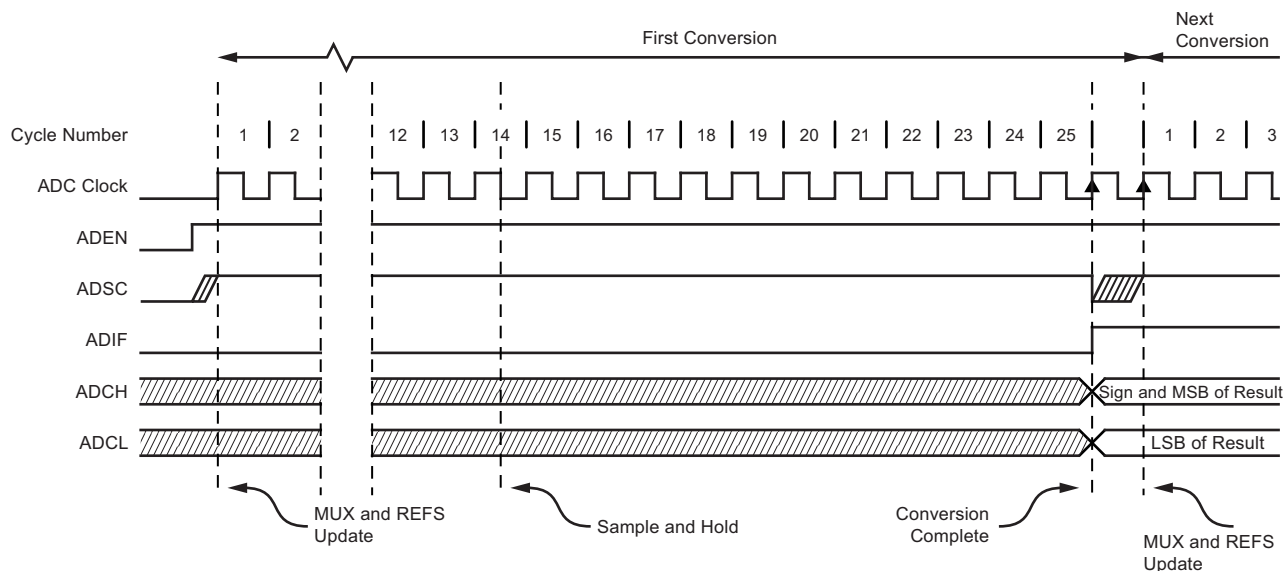 First Conversion
Next
Conversion
Cycle Number 1 2 12 13 14 15 16 17 18 19 20 21 22 23 24 25 1 2 3
ADC Clock
ADEN
ADSC
ADIF
ADCH Sign and MSB of Result
ADCL LSB of Result
MUX and REFS
Update
Sample and Hold
Conversion
Complete
MUX and REFS
Update